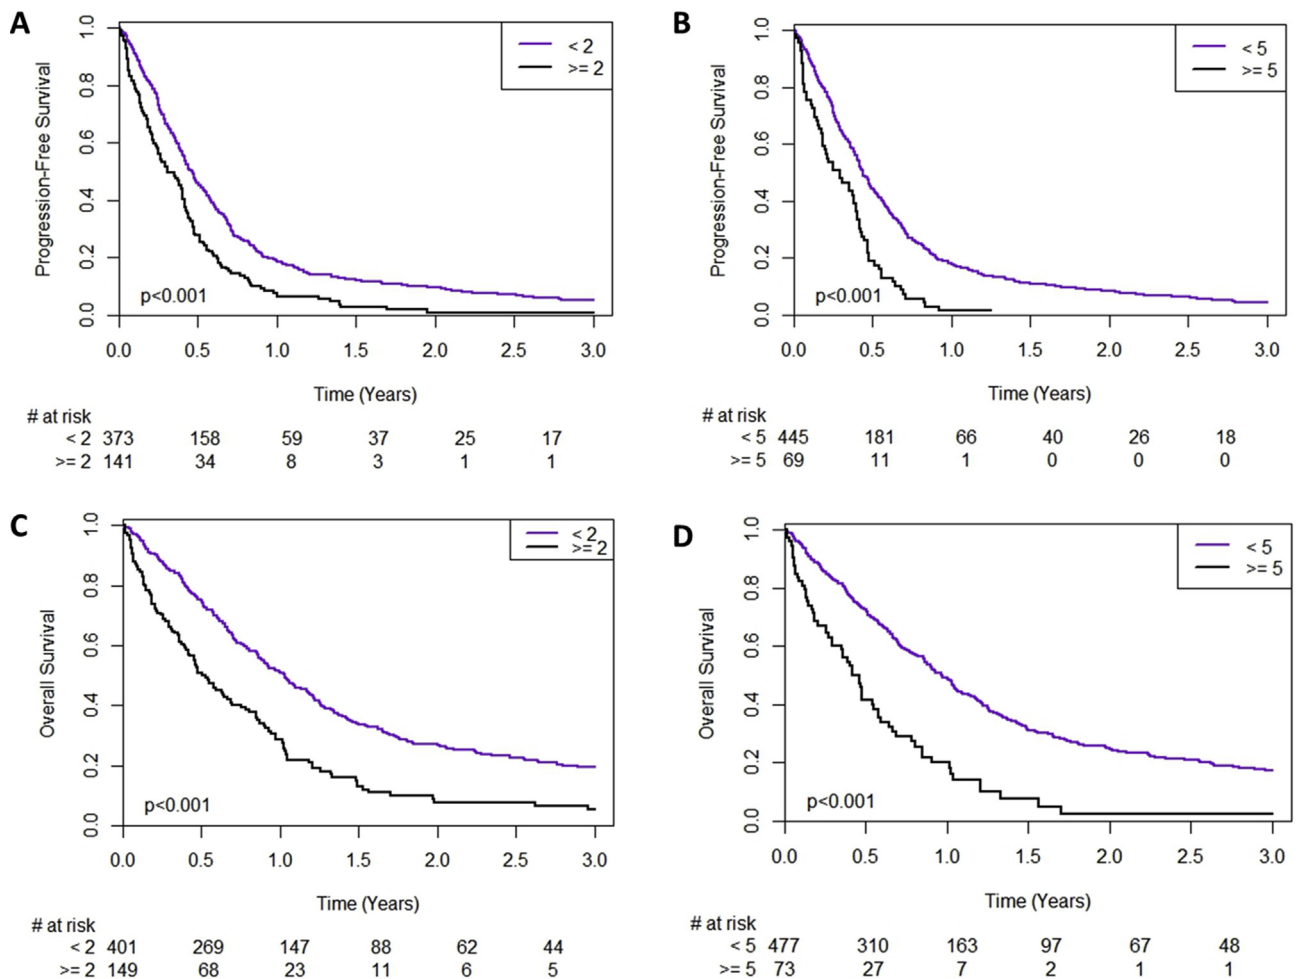 A
Progression-Free Survival
1.0
0.8
0.6
0.4
0.2
0.0
< 2
>= 2
p<0.001
0.0 0.5 1.0 1.5 2.0 2.5 3.0
Time (Years)
# at risk
< 2 373 158 59 37 25 17
>= 2 141 34 8 3 1 1
B
Progression-Free Survival
1.0
0.8
0.6
0.4
0.2
0.0
< 5
>= 5
p<0.001
0.0 0.5 1.0 1.5 2.0 2.5 3.0
Time (Years)
# at risk
< 5 445 181 66 40 26 18
>= 5 69 11 1 0 0 0
C
Overall Survival
1.0
0.8
0.6
0.4
0.2
0.0
< 2
>= 2
p<0.001
0.0 0.5 1.0 1.5 2.0 2.5 3.0
Time (Years)
# at risk
< 2 401 269 147 88 62 44
>= 2 149 68 23 11 6 5
D
Overall Survival
1.0
0.8
0.6
0.4
0.2
0.0
< 5
>= 5
p<0.001
0.0 0.5 1.0 1.5 2.0 2.5 3.0
Time (Years)
# at risk
< 5 477 310 163 97 67 48
>= 5 73 27 7 2 1 1